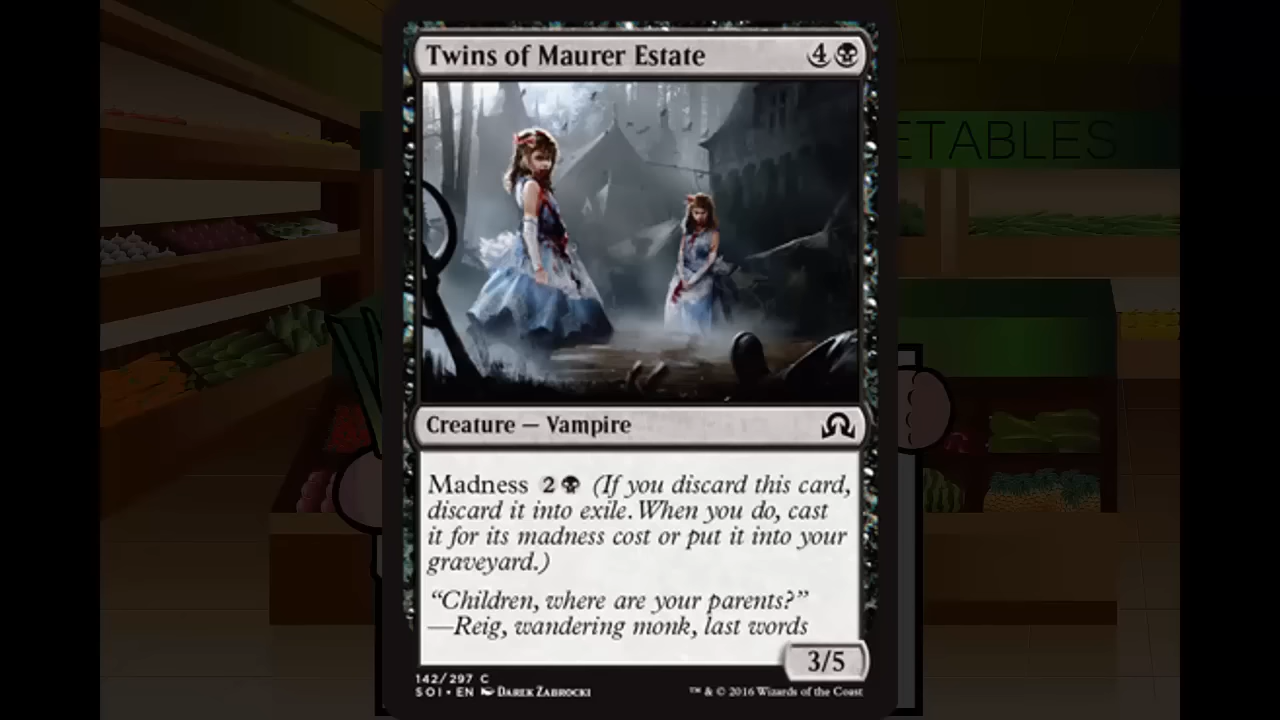 Twins of Maurer Estate 4
ETABLES
Creature — Vampire
Madness 2 (If you discard this card,
discard it into exile. When you do, cast
it for its madness cost or put it into your
graveyard.)
“Children, where are your parents?”
—Reig, wandering monk, last words
3/5
142/297 C
SOI • EN DAREK ZABROCKI
™ & © 2016 Wizards of the Coast